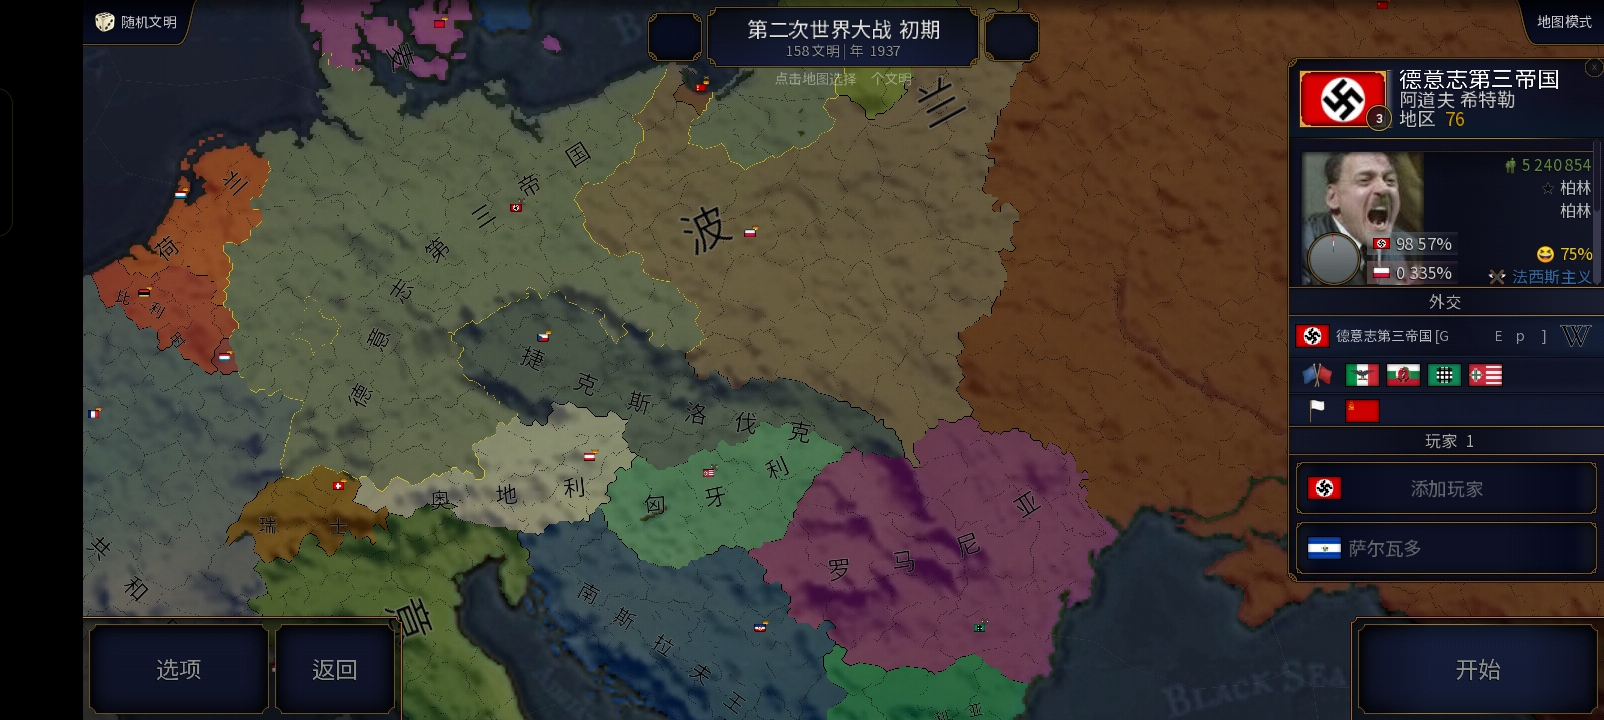 随机文明
第二次世界大战 初期
158文明|年 1937
点击地图选择 个文明
地图模式
德意志第三帝国
阿道夫 希特勒
3
地区 76
5 240 854
柏林
柏林
98 57%
75%
0 335%
法西斯主义
外交
德意志第三帝国 [G E p ]
W
玩家 1
添加玩家
萨尔瓦多
开始
选项
返回
德意志第三帝国
波兰
荷兰
比利时
捷克斯洛伐克
奥地利
匈牙利
瑞士
罗马尼亚
南斯拉夫王
共和
意
亚
BLACK SEA